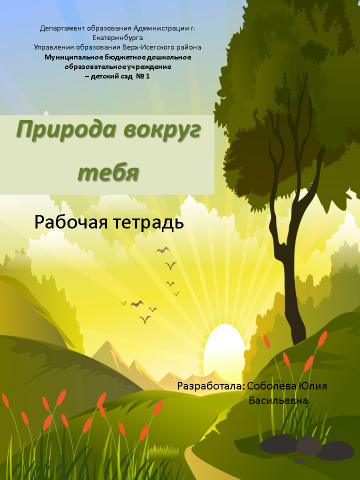 Департамент образования Администрации г.
Екатеринбурга
Управления образования Верх-Исетского района
Муниципальное бюджетное дошкольное
образовательное учреждение
– детский сад № 1
Природа вокруг
тебя
Рабочая тетрадь
Разработала: Соболева Юлия
Васильевна